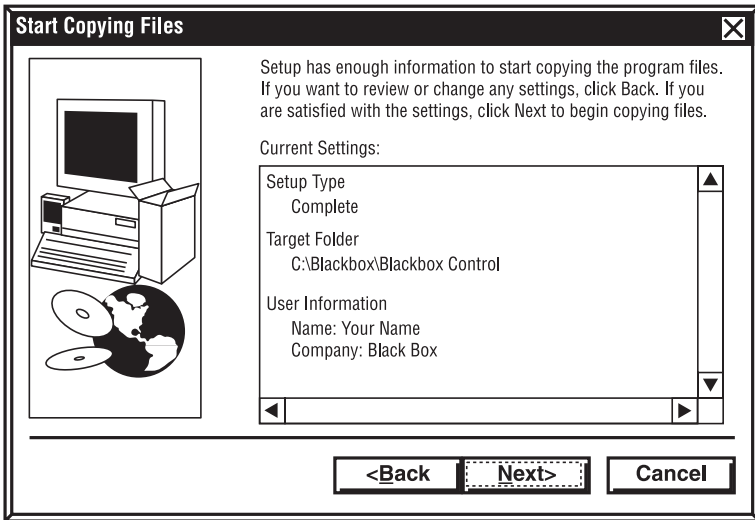 Start Copying Files
Setup has enough information to start copying the program files.
If you want to review or change any settings, click Back. If you
are satisfied with the settings, click Next to begin copying files.
Current Settings:
Setup Type
Complete
Target Folder
C:\Blackbox\Blackbox Control
User Information
Name: Your Name
Company: Black Box
<Back
Next>
Cancel